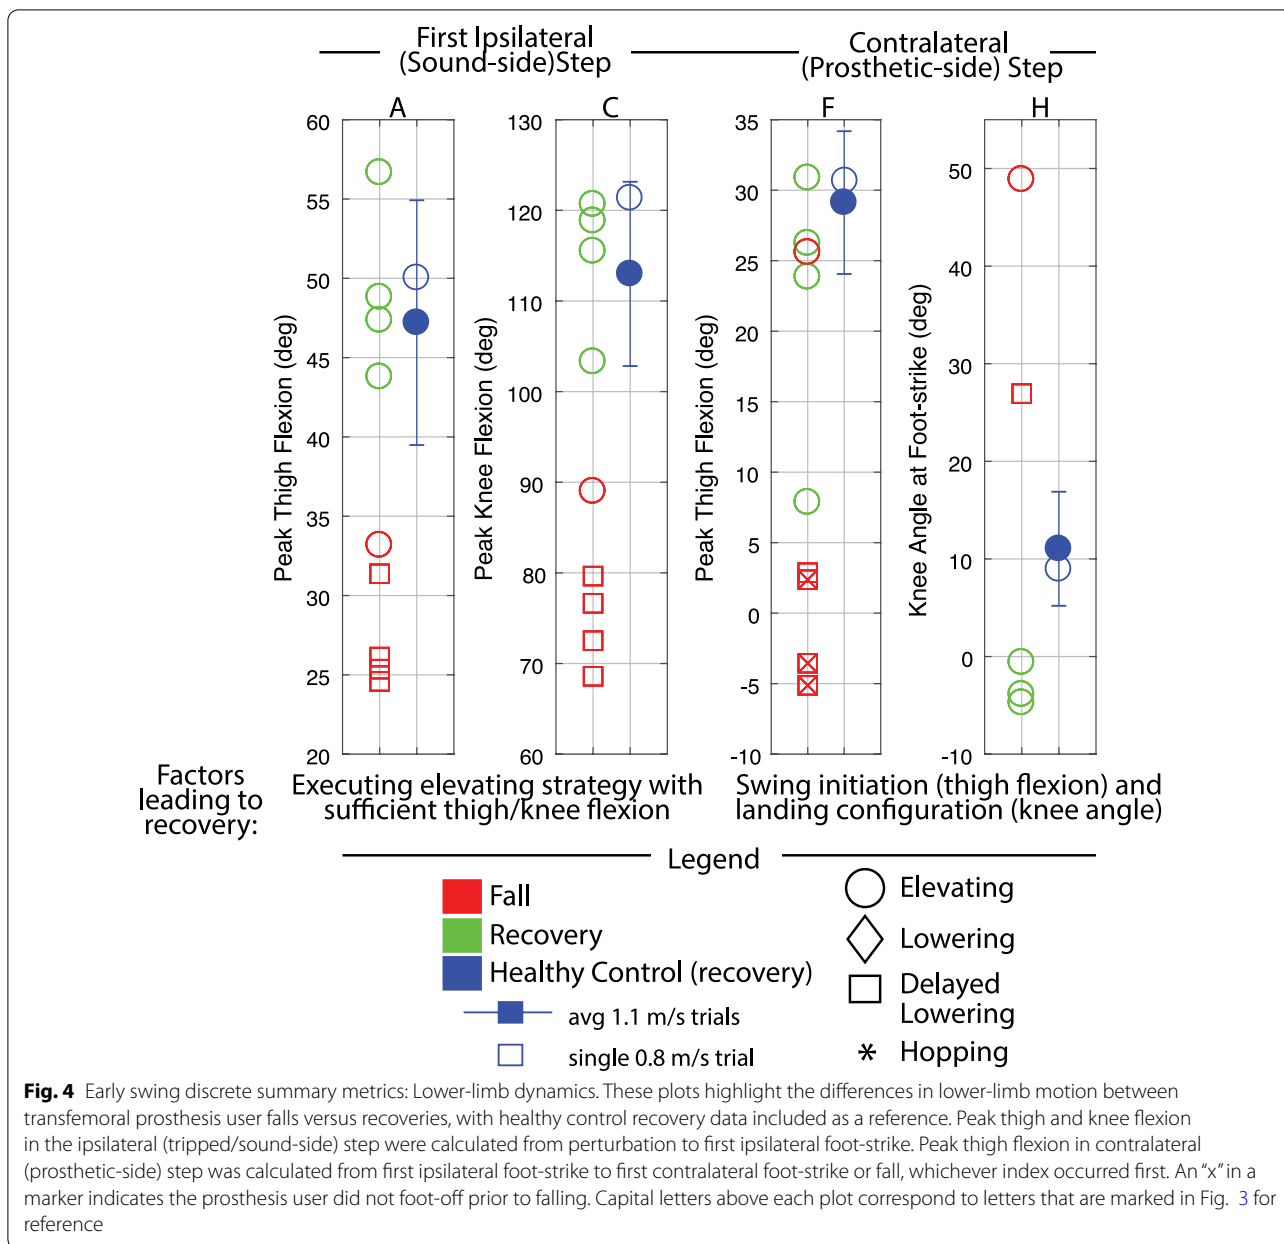 First Ipsilateral
(Sound-side)Step
Contralateral
(Prosthetic-side) Step
A
C
F
H
60
55
50
45
40
35
30
25
20
Peak Thigh Flexion (deg)
130
120
110
100
90
80
70
60
Peak Knee Flexion (deg)
35
30
25
20
15
10
5
0
-5
-10
Peak Thigh Flexion (deg)
50
40
30
20
10
0
-10
Knee Angle at Foot-strike (deg)
Factors
leading to
recovery:
Executing elevating strategy with
sufficient thigh/knee flexion
Swing initiation (thigh flexion) and
landing configuration (knee angle)
Legend
Fall
Recovery
Healthy Control (recovery)
avg 1.1 m/s trials
single 0.8 m/s trial
Elevating
Lowering
Delayed
Lowering
Hopping
Fig. 4 Early swing discrete summary metrics: Lower-limb dynamics. These plots highlight the differences in lower-limb motion between
transfemoral prosthesis user falls versus recoveries, with healthy control recovery data included as a reference. Peak thigh and knee flexion
in the ipsilateral (tripped/sound-side) step were calculated from perturbation to first ipsilateral foot-strike. Peak thigh flexion in contralateral
(prosthetic-side) step was calculated from first ipsilateral foot-strike to first contralateral foot-strike or fall, whichever index occurred first. An “x” in a
marker indicates the prosthesis user did not foot-off prior to falling. Capital letters above each plot correspond to letters that are marked in Fig. 3 for
reference